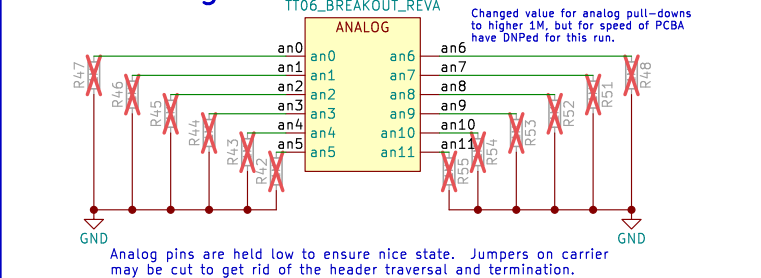 TT06_BREAKOUT_REVA
Changed value for analog pull-downs
to higher 1M, but for speed of PCBA
have DNPed for this run.
ANALOG
an0 an0 an6 an6
an1 an1 an7 an7
an2 an2 an8 an8
an3 an3 an9 an9
an4 an4 an10 an10
an5 an5 an11 an11
R47 R46 R45 R44 R43 R42 R55 R54 R53 R52 R51 R48
GND GND
Analog pins are held low to ensure nice state. Jumpers on carrier
may be cut to get rid of the header traversal and termination.